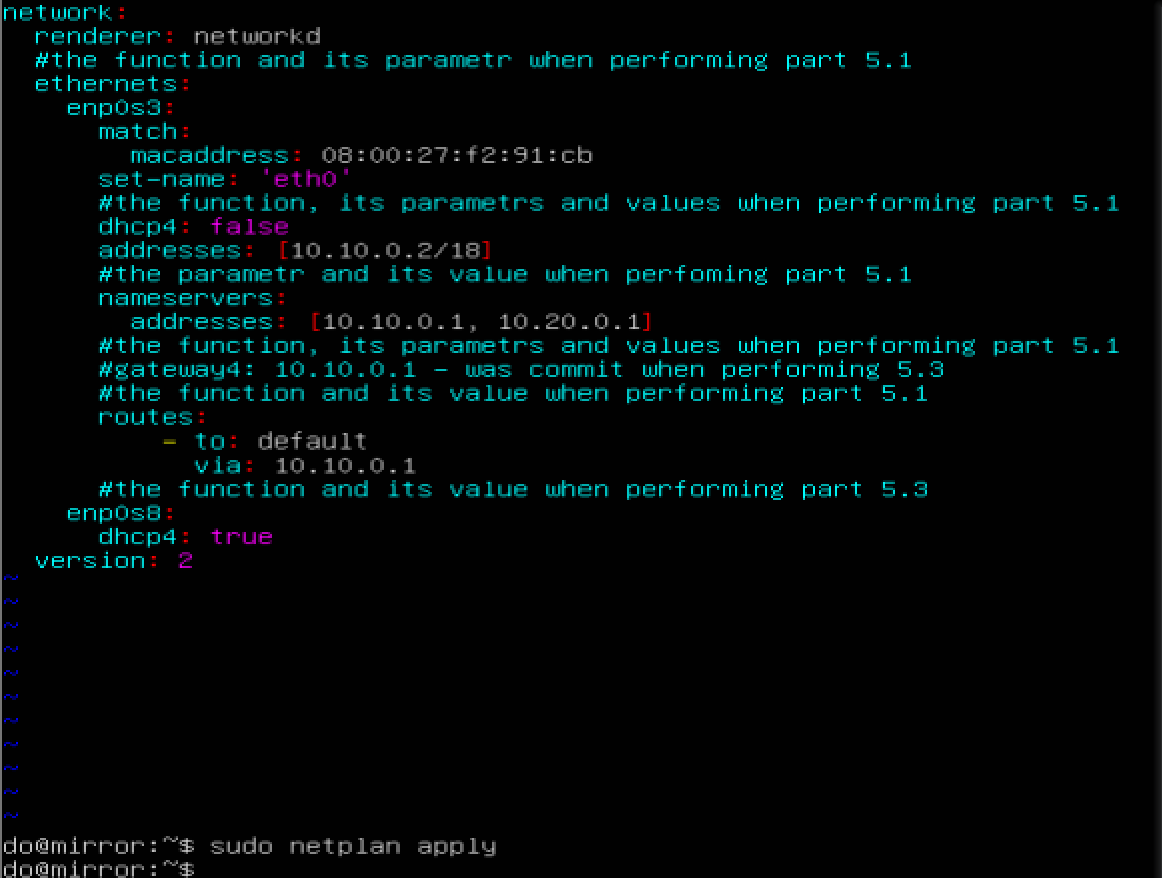 network:
  renderer: networkd
  #the function and its parametr when performing part 5.1
  ethernets:
    enp0s3:
      match:
        macaddress: 08:00:27:f2:91:cb
      set-name: 'eth0'
      #the function, its parametrs and values when performing part 5.1
      dhcp4: false
      addresses: [10.10.0.2/18]
      #the parametr and its value when perfoming part 5.1
      nameservers:
        addresses: [10.10.0.1, 10.20.0.1]
      #the function, its parametrs and values when performing part 5.1
      #gateway4: 10.10.0.1 - was commit when performing 5.3
      #the function and its value when performing part 5.1
      routes:
          - to: default
            via: 10.10.0.1
      #the function and its value when performing part 5.3
    enp0s8:
      dhcp4: true
  version: 2
~
~
~
~
~
~
~
~
~
~
~
do@mirror:~$ sudo netplan apply
do@mirror:~$